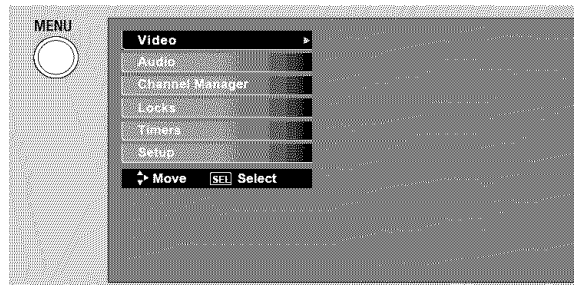 MENU
Video
Audio
Channel Manager
Locks
Timers
Setup
Move SEL Select